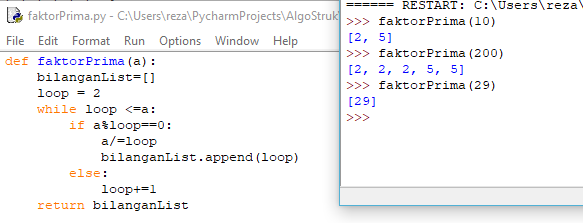 faktorPrima.py - C:\Users\reza\PycharmProjects\AlgoStruk
File Edit Format Run Options Window Help
def faktorPrima(a):
    bilanganList=[]
    loop = 2
    while loop <=a:
        if a%loop==0:
            a/=loop
            bilanganList.append(loop)
        else:
            loop+=1
    return bilanganList
====== RESTART: C:\Users\reza\
>>> faktorPrima(10)
[2, 5]
>>> faktorPrima(200)
[2, 2, 2, 5, 5]
>>> faktorPrima(29)
[29]
>>>